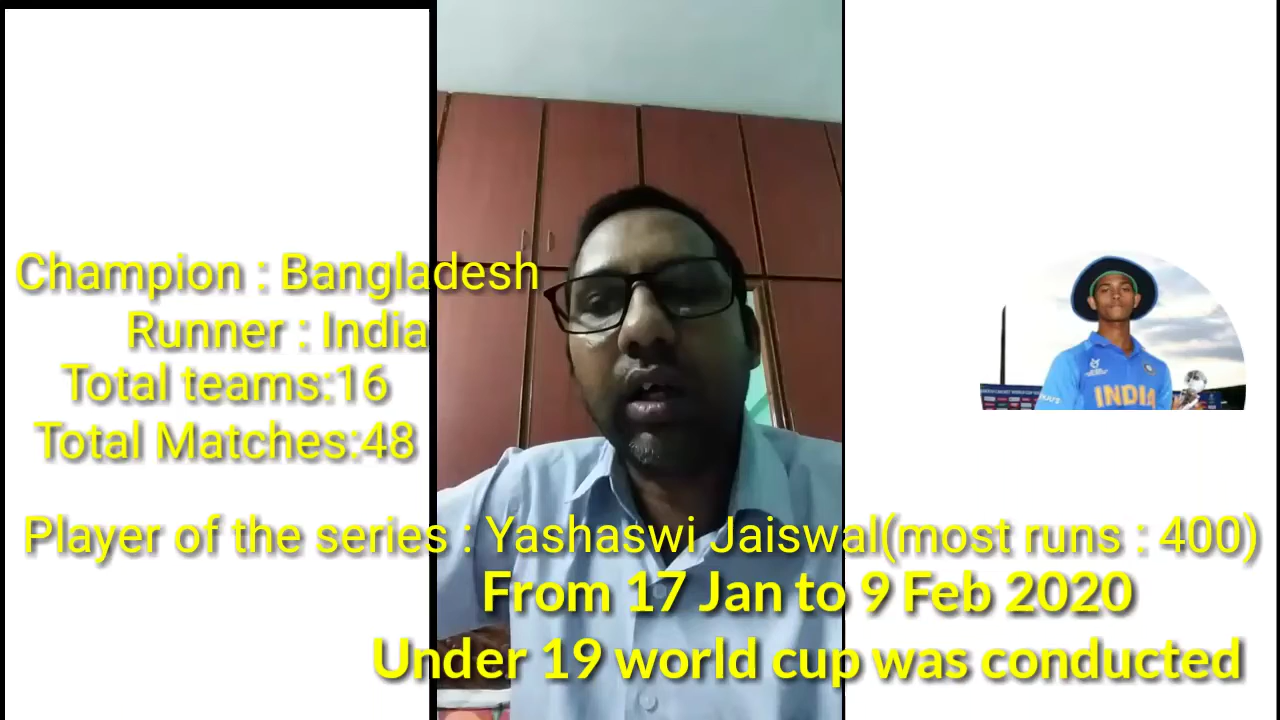 Champion : Bangladesh
Runner : India
Total teams:16
Total Matches:48
INDIA
Player of the series : Yashaswi Jaiswal(most runs : 400)
From 17 Jan to 9 Feb 2020
Under 19 world cup was conducted